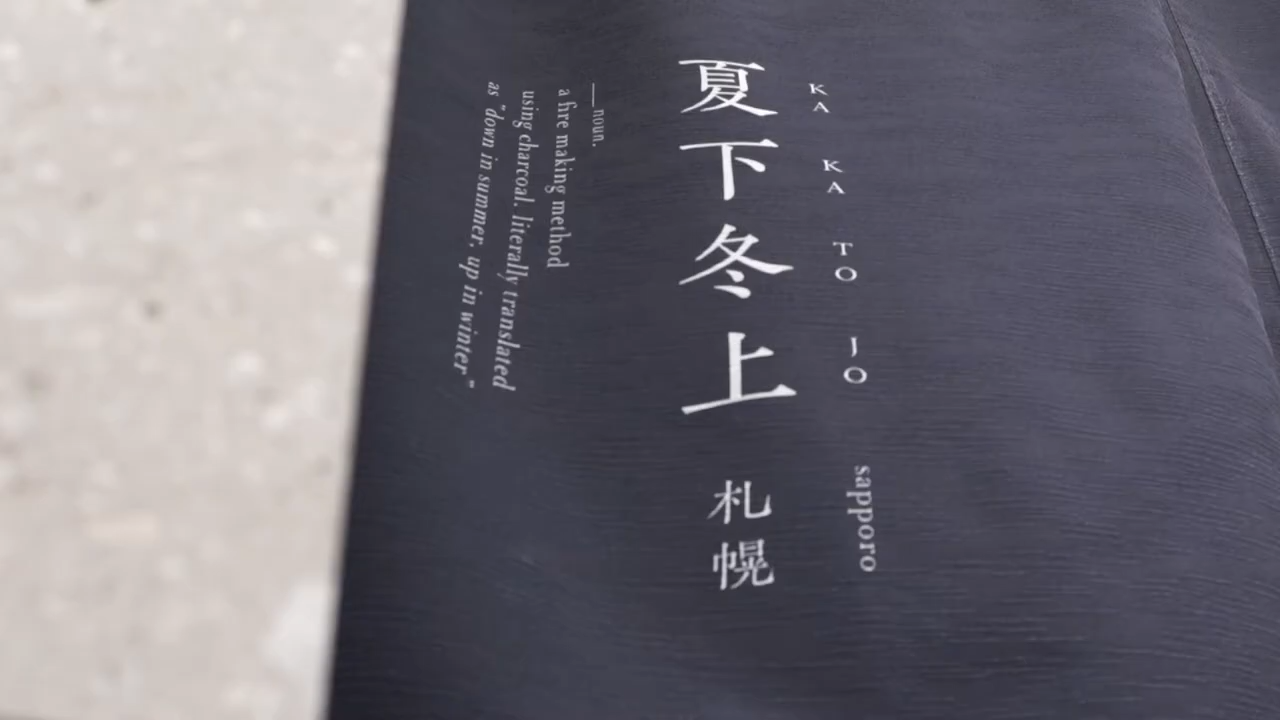 夏下冬上
札幌
KA
KA
TO
JO
sapporo
—noun.
a fire making method
using charcoal. literally translated
as "down in summer, up in winter."